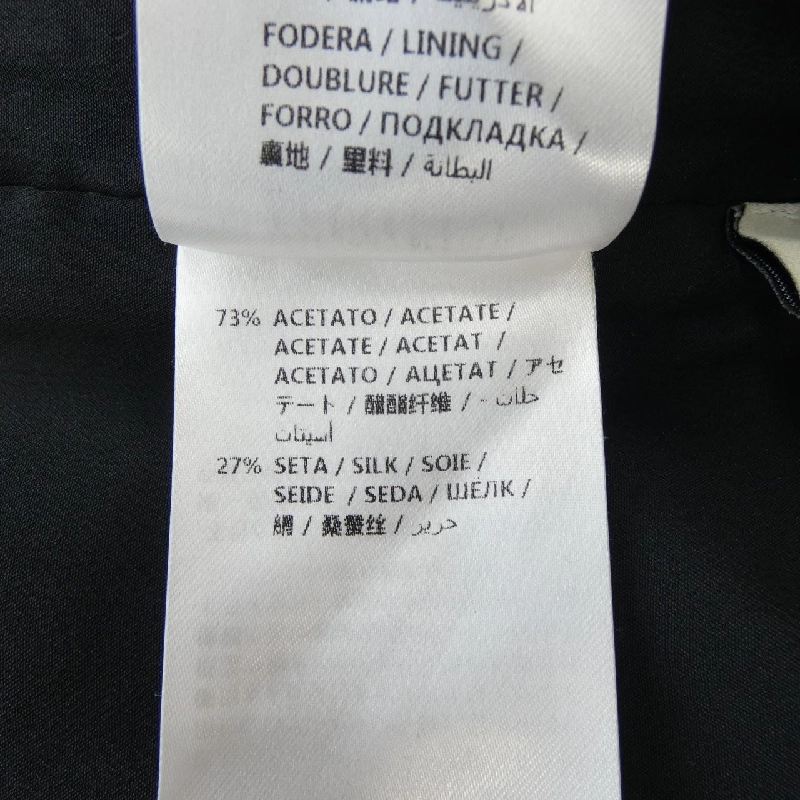 FODERA / LINING /
DOUBLURE / FUTTER /
FORRO / ПОДКЛАДКА /
裏地 / 里料 / البطانة
73% ACETATO / ACETATE /
ACETATE / ACETAT /
ACETATO / АЦЕТАТ / アセ
テート / 醋酯纤维 / -
أسيتات
27% SETA / SILK / SOIE /
SEIDE / SEDA / ШЁЛК /
絹 / 桑蚕丝 / حرير